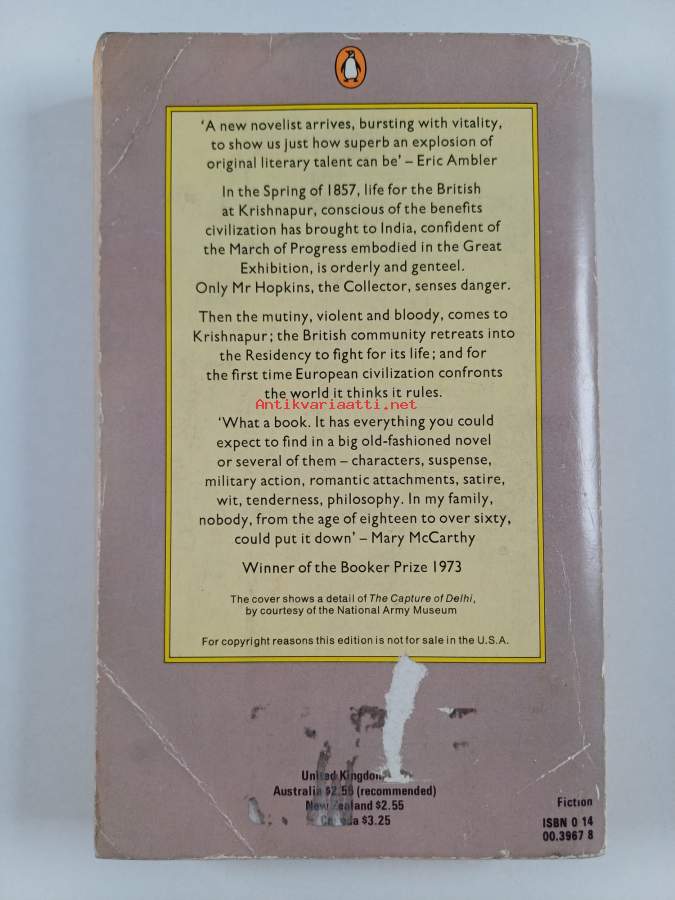 ‘A new novelist arrives, bursting with vitality,
to show us just how superb an explosion of
original literary talent can be’ – Eric Ambler
In the Spring of 1857, life for the British
at Krishnapur, conscious of the benefits
civilization has brought to India, confident of
the March of Progress embodied in the Great
Exhibition, is orderly and genteel.
Only Mr Hopkins, the Collector, senses danger.
Then the mutiny, violent and bloody, comes to
Krishnapur; the British community retreats into
the Residency to fight for its life; and for
the first time European civilization confronts
the world it thinks it rules.
Antikvariaatti.net
‘What a book. It has everything you could
expect to find in a big old-fashioned novel
or several of them – characters, suspense,
military action, romantic attachments, satire,
wit, tenderness, philosophy. In my family,
nobody, from the age of eighteen to over sixty,
could put it down’ – Mary McCarthy
Winner of the Booker Prize 1973
The cover shows a detail of The Capture of Delhi,
by courtesy of the National Army Museum
For copyright reasons this edition is not for sale in the U.S.A.
United Kingdom
Australia (recommended)
New Zealand $2.55
Canada $3.25
Fiction
ISBN 0 14
00.3967 8